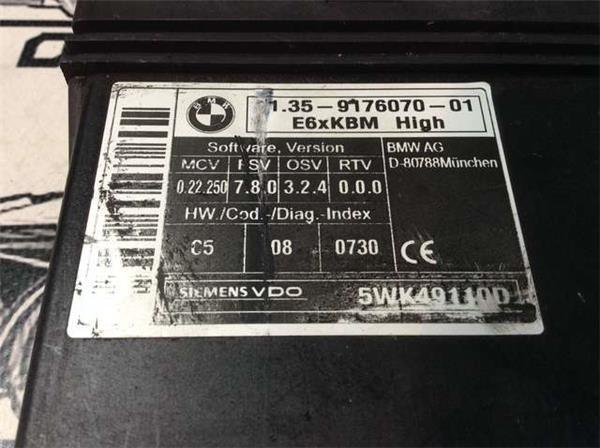 BMW
1.35-9176070-01
E6xKBM High
Software, Version
MCV FSV OSV RTV
0.22.250 7.8.0 3.2.4 0.0.0
BMW AG
D-80788München
HW./Cod.-/Diag.-Index
C5 08 0730
CE
SIEMENS VDO 5WK49110D